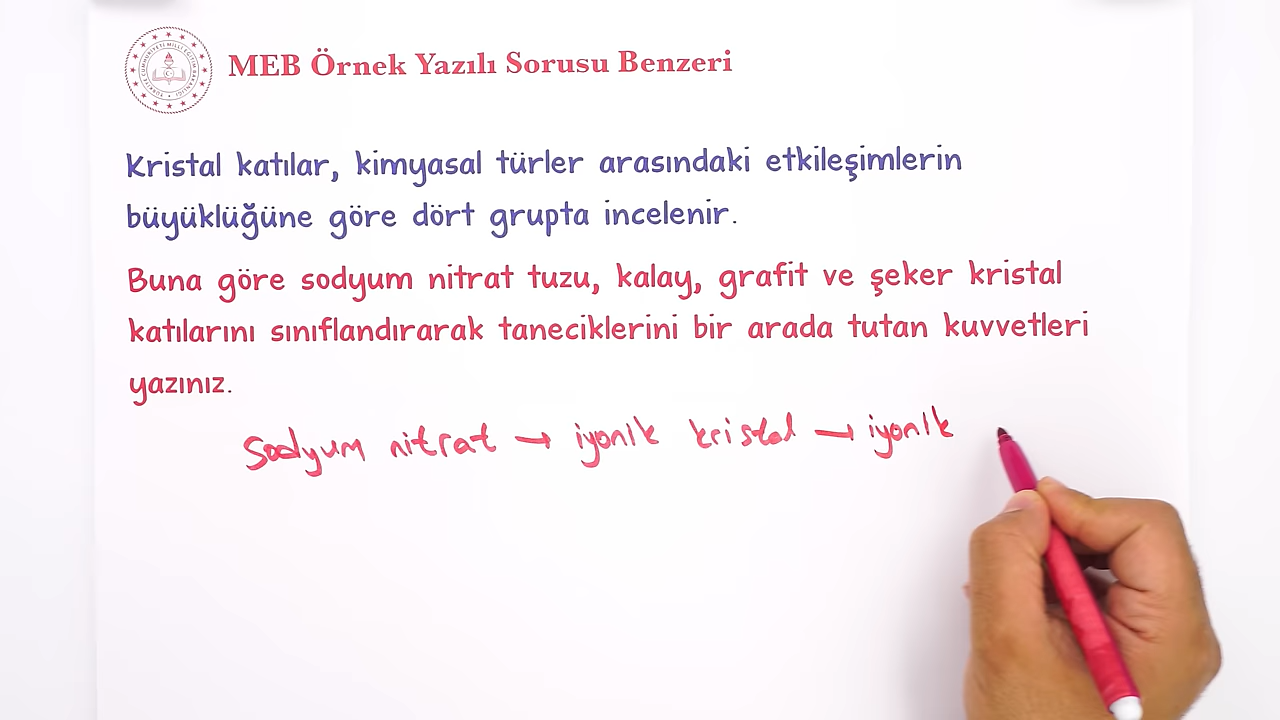 MEB Örnek Yazılı Sorusu Benzeri
Kristal katılar, kimyasal türler arasındaki etkileşimlerin
büyüklüğüne göre dört grupta incelenir.
Buna göre sodyum nitrat tuzu, kalay, grafit ve şeker kristal
katılarını sınıflandırarak taneciklerini bir arada tutan kuvvetleri
yazınız.
Sodyum nitrat → iyonik kristal → iyonik